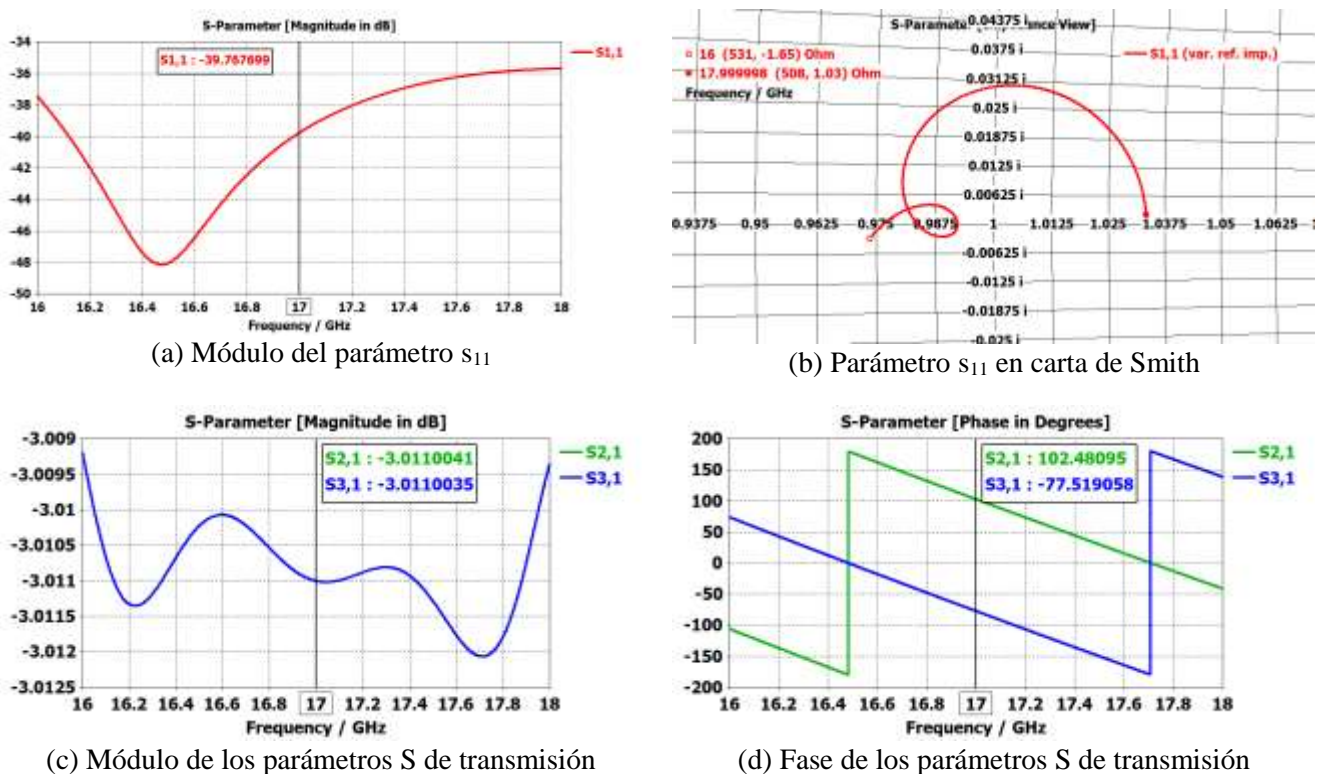 S-Parameter [Magnitude in dB]
-34
-36
-38
-40
-42
-44
-46
-48
-50
S1,1 : -39.767699
S1,1
16 16.2 16.4 16.6 16.8 17 17.2 17.4 17.6 17.8 18
Frequency / GHz
(a) Módulo del parámetro s11
0.04375 i
0.0375 i
0.03125 i
0.025 i
0.01875 i
0.0125 i
0.00625 i
16 (531, -1.65) Ohm
17.999998 (508, 1.03) Ohm
Frequency / GHz
S1,1 (var. ref. imp.)
0.9375 0.95 0.9625 0.975 0.9875 1 1.0125 1.025 1.0375 1.05 1.0625
-0.00625 i
-0.0125 i
-0.01875 i
-0.025 i
(b) Parámetro s11 en carta de Smith
S-Parameter [Magnitude in dB]
-3.009
-3.0095
-3.01
-3.0105
-3.011
-3.0115
-3.012
-3.0125
S2,1 : -3.0110041
S3,1 : -3.0110035
S2,1
S3,1
16 16.2 16.4 16.6 16.8 17 17.2 17.4 17.6 17.8 18
Frequency / GHz
(c) Módulo de los parámetros S de transmisión
S-Parameter [Phase in Degrees]
200
150
100
50
0
-50
-100
-150
-200
S2,1 : 102.48095
S3,1 : -77.519058
S2,1
S3,1
16 16.2 16.4 16.6 16.8 17 17.2 17.4 17.6 17.8 18
Frequency / GHz
(d) Fase de los parámetros S de transmisión